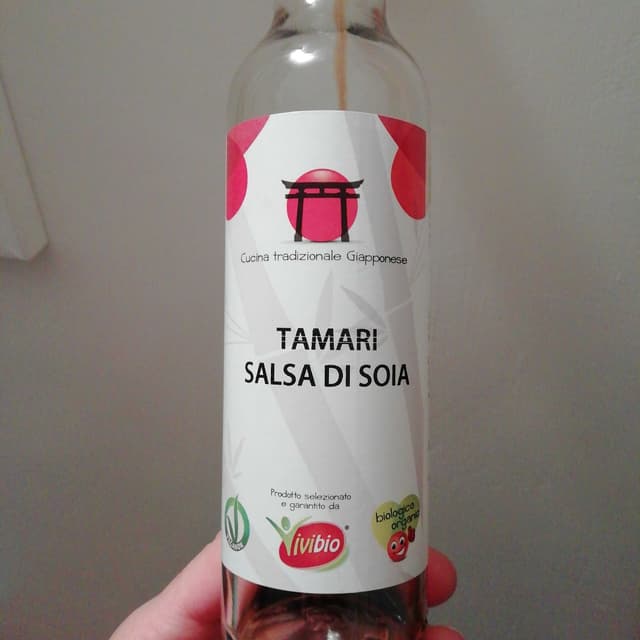 Cucina tradizionale Giapponese
TAMARI
SALSA DI SOIA
Prodotto selezionato
e garantito da
Vivibio
biologico
organic